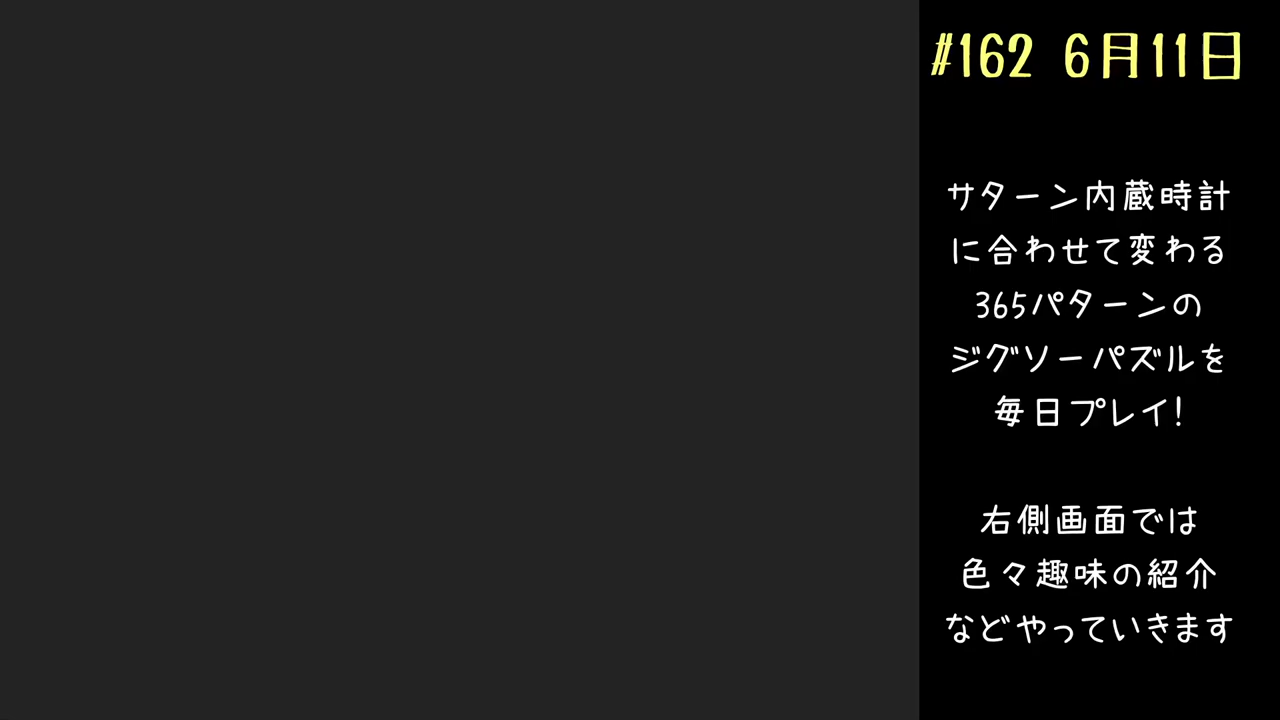 #162 6月11日
サターン内蔵時計
に合わせて変わる
365パターンの
ジグソーパズルを
毎日プレイ!
右側画面では
色々趣味の紹介
などやっていきます